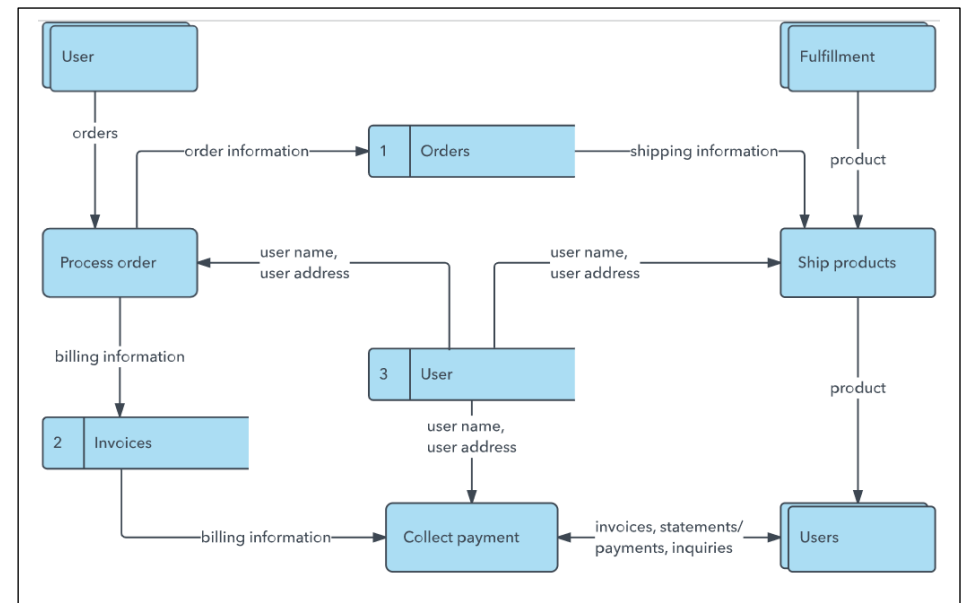 User
Fulfillment
orders
order information
1 Orders
shipping information
product
Process order
user name,
user address
user name,
user address
Ship products
billing information
3 User
product
2 Invoices
user name,
user address
billing information
Collect payment
invoices, statements/
payments, inquiries
Users